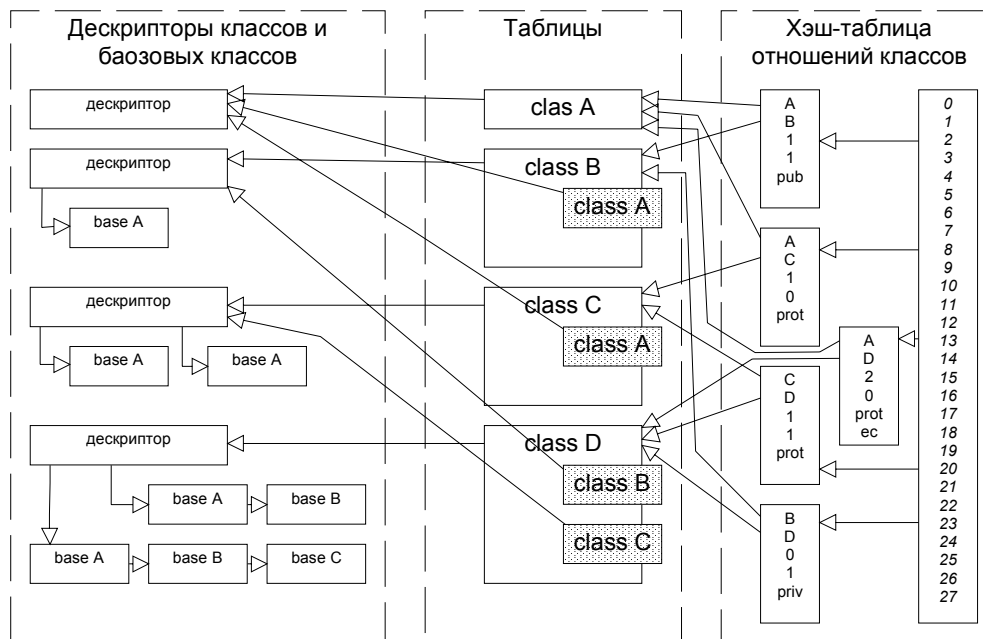 Дескрипторы классов и
баозовых классов
дескриптор
дескриптор
base A
дескриптор
base A
base A
дескриптор
base A
base B
base A
base B
base C
Таблицы
clas A
class B
class A
class C
class A
class D
class B
class C
Хэш-таблица
отношений классов
A
B
1
1
pub
A
C
1
0
prot
A
D
2
0
prot
ec
C
D
1
1
prot
B
D
0
1
priv
0
1
2
3
4
5
6
7
8
9
10
11
12
13
14
15
16
17
18
19
20
21
22
23
24
25
26
27